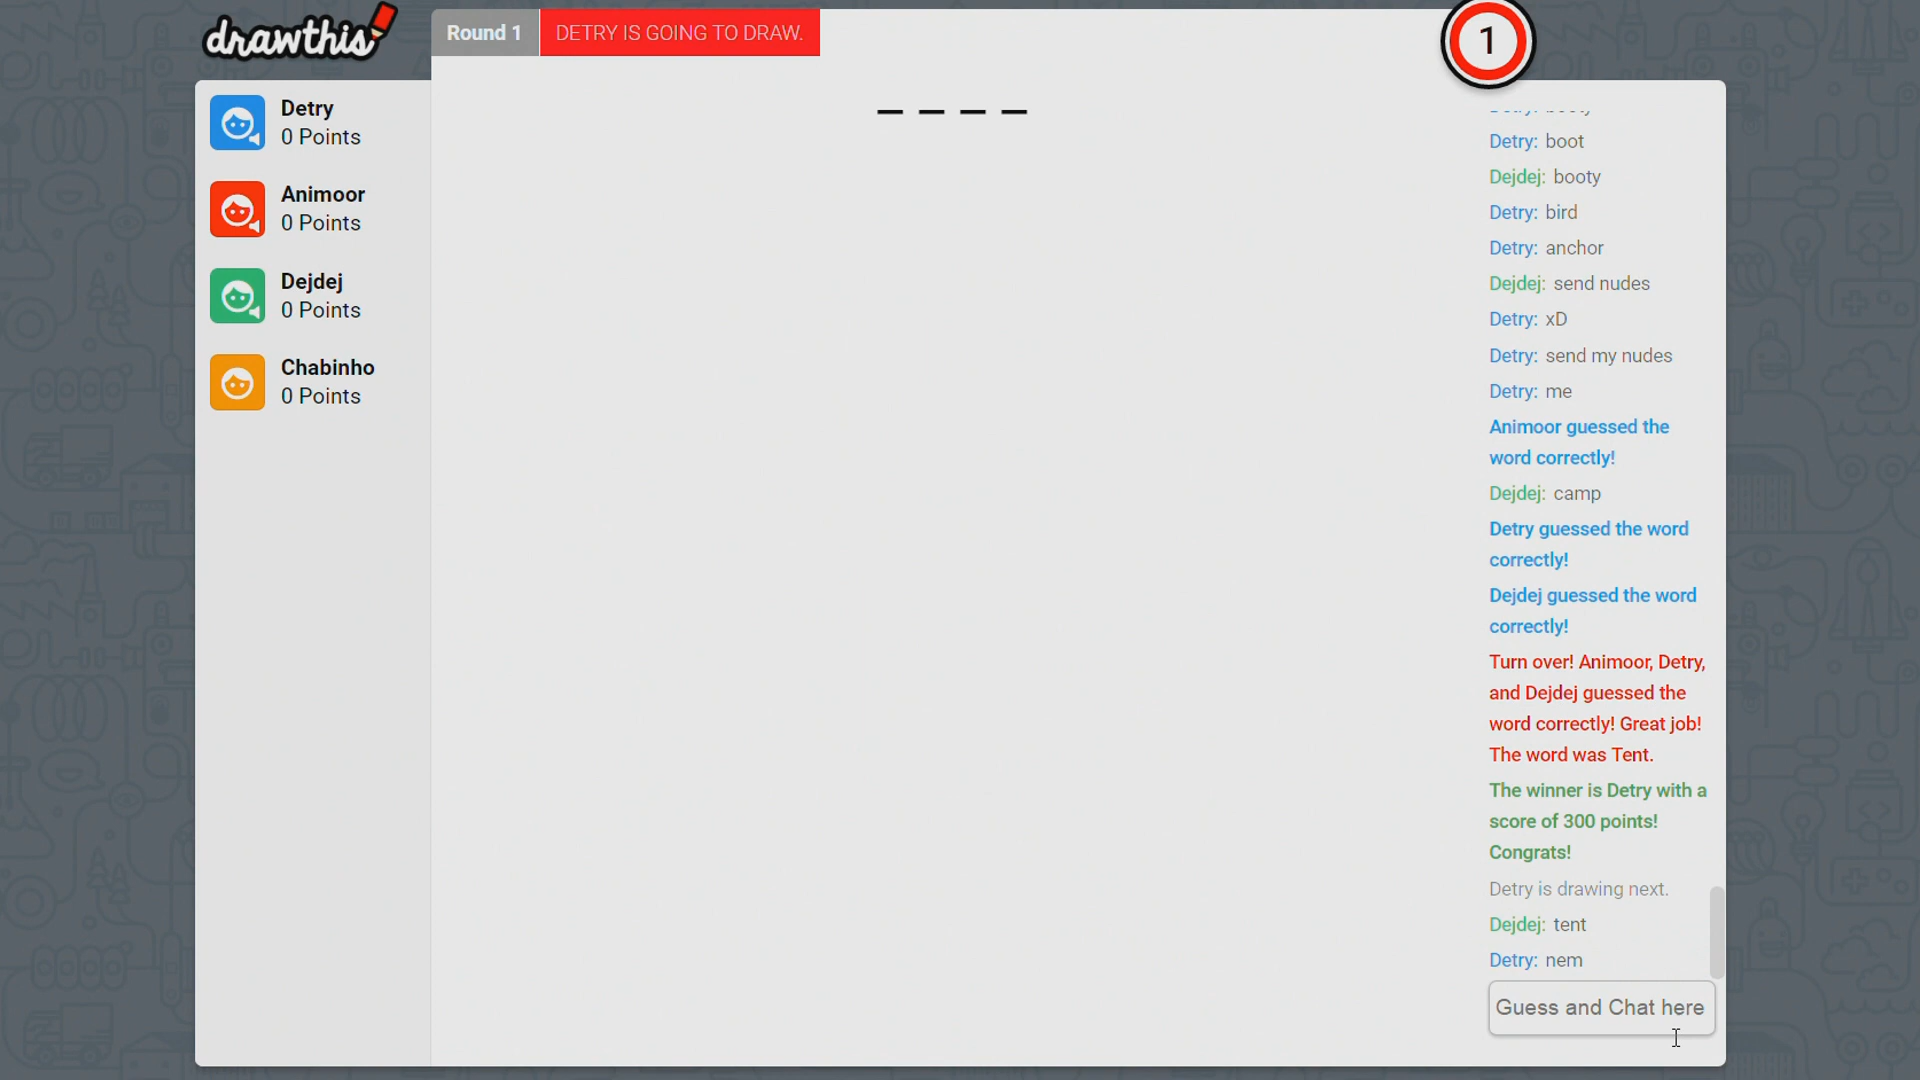 drawthis
Round 1
DETRY IS GOING TO DRAW.
1
Detry
0 Points
Animoor
0 Points
Dejdej
0 Points
Chabinho
0 Points
_ _ _ _
Detry: booty
Detry: boot
Dejdej: booty
Detry: bird
Detry: anchor
Dejdej: send nudes
Detry: xD
Detry: send my nudes
Detry: me
Animoor guessed the
word correctly!
Dejdej: camp
Detry guessed the word
correctly!
Dejdej guessed the word
correctly!
Turn over! Animoor, Detry,
and Dejdej guessed the
word correctly! Great job!
The word was Tent.
The winner is Detry with a
score of 300 points!
Congrats!
Detry is drawing next.
Dejdej: tent
Detry: nem
Guess and Chat here